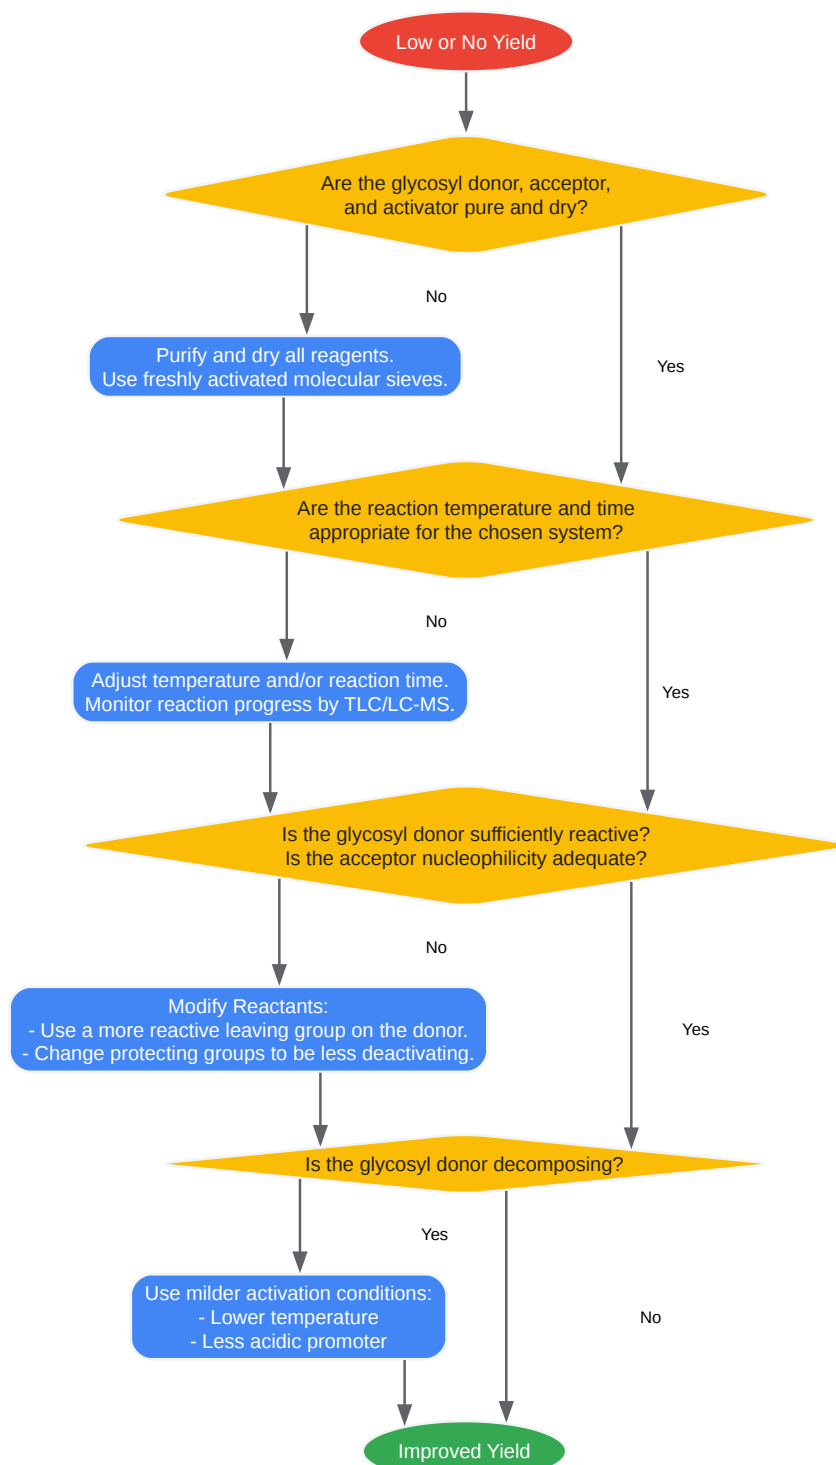 Low or No Yield
Are the glycosyl donor, acceptor,
and activator pure and dry?
No
Purify and dry all reagents.
Use freshly activated molecular sieves.
Yes
Are the reaction temperature and time
appropriate for the chosen system?
No
Adjust temperature and/or reaction time.
Monitor reaction progress by TLC/LC-MS.
Yes
Is the glycosyl donor sufficiently reactive?
Is the acceptor nucleophilicity adequate?
No
Modify Reactants:
- Use a more reactive leaving group on the donor.
- Change protecting groups to be less deactivating.
Yes
Is the glycosyl donor decomposing?
Yes
Use milder activation conditions:
- Lower temperature
- Less acidic promoter
No
Improved Yield